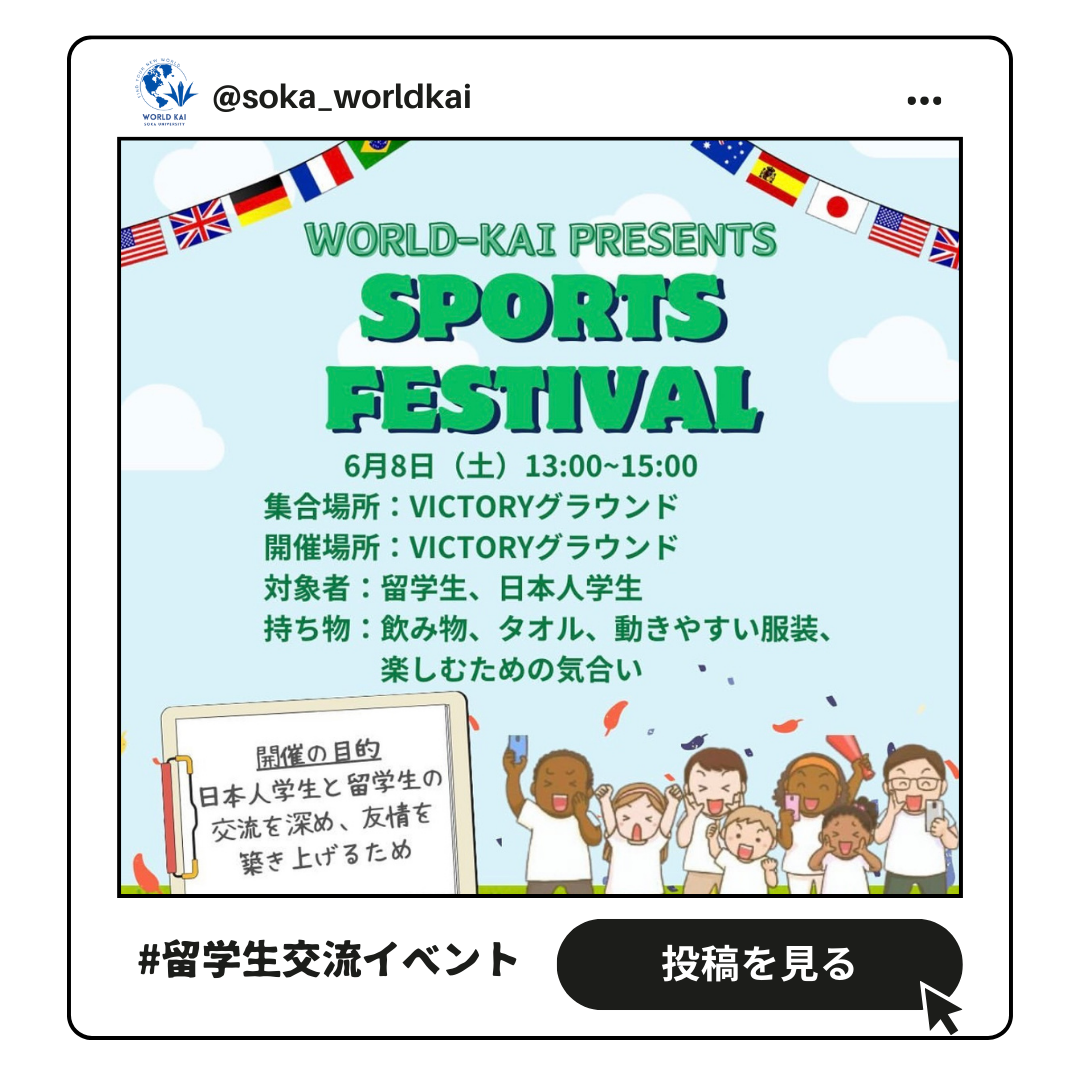 FIND YOUR NEW WORLD
WORLD KAI
SOKA UNIVERSITY
@soka_worldkai
WORLD-KAI PRESENTS
SPORTS
FESTIVAL
6月8日（土）13:00~15:00
集合場所：VICTORYグラウンド
開催場所：VICTORYグラウンド
対象者：留学生、日本人学生
持ち物：飲み物、タオル、動きやすい服装、
楽しむための気合い
開催の目的
日本人学生と留学生の
交流を深め、友情を
築き上げるため
#留学生交流イベント
投稿を見る